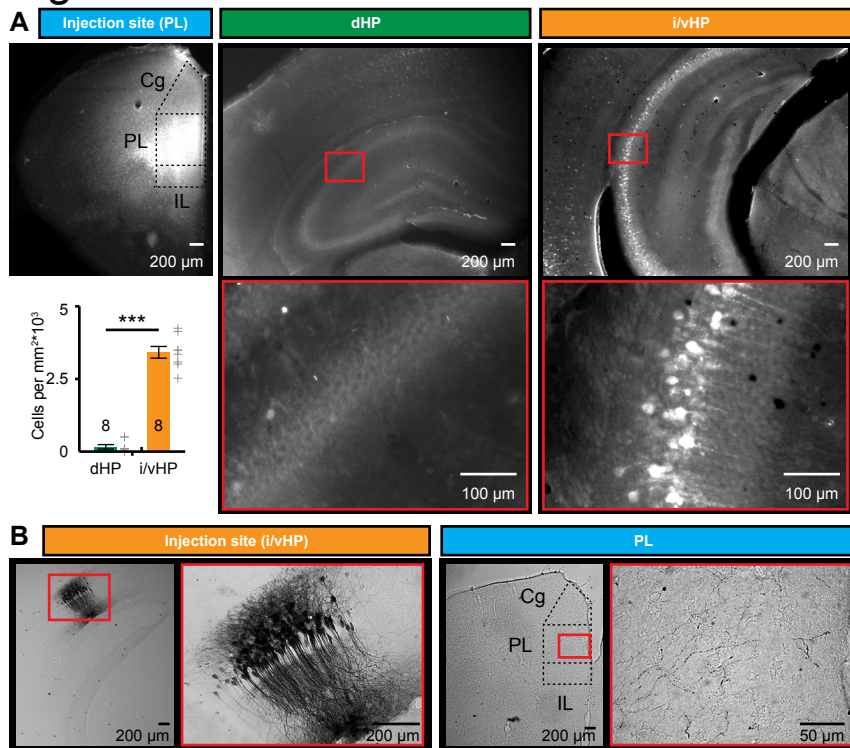 A
Injection site (PL)
dHP
i/vHP
Cg
PL
IL
200 µm
200 µm
200 µm
5
2.5
0
Cells per mm²*10³
***
8
8
dHP
i/vHP
100 µm
100 µm
B
Injection site (i/vHP)
PL
200 µm
200 µm
Cg
PL
IL
200 µm
50 µm